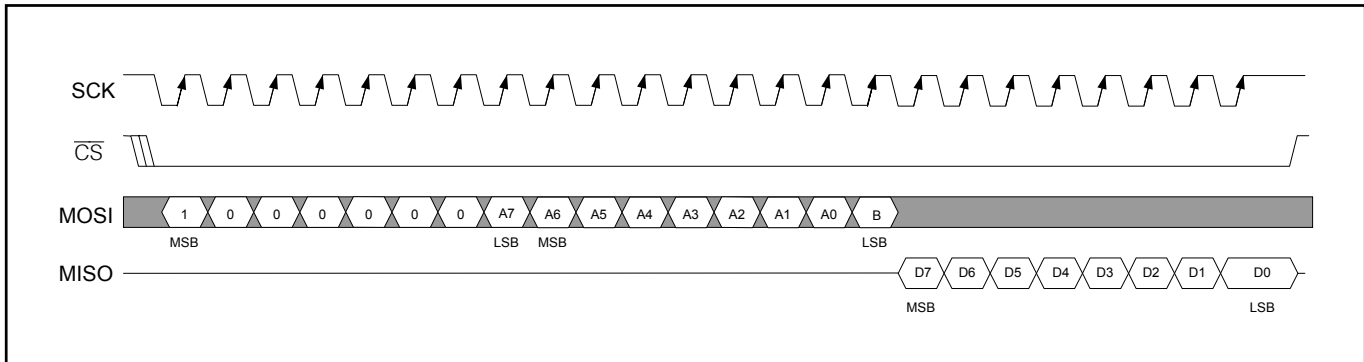 SCK
CS
MOSI 1 0 0 0 0 0 0 A7 A6 A5 A4 A3 A2 A1 A0 B
MSB LSB MSB LSB
MISO D7 D6 D5 D4 D3 D2 D1 D0
MSB LSB